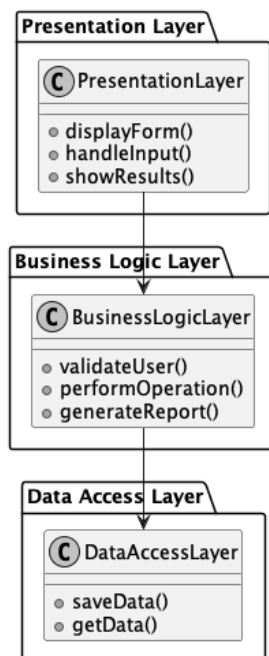 Presentation Layer
C PresentationLayer
displayForm()
handleInput()
showResults()
Business Logic Layer
C BusinessLogicLayer
validateUser()
performOperation()
generateReport()
Data Access Layer
C DataAccessLayer
saveData()
getData()